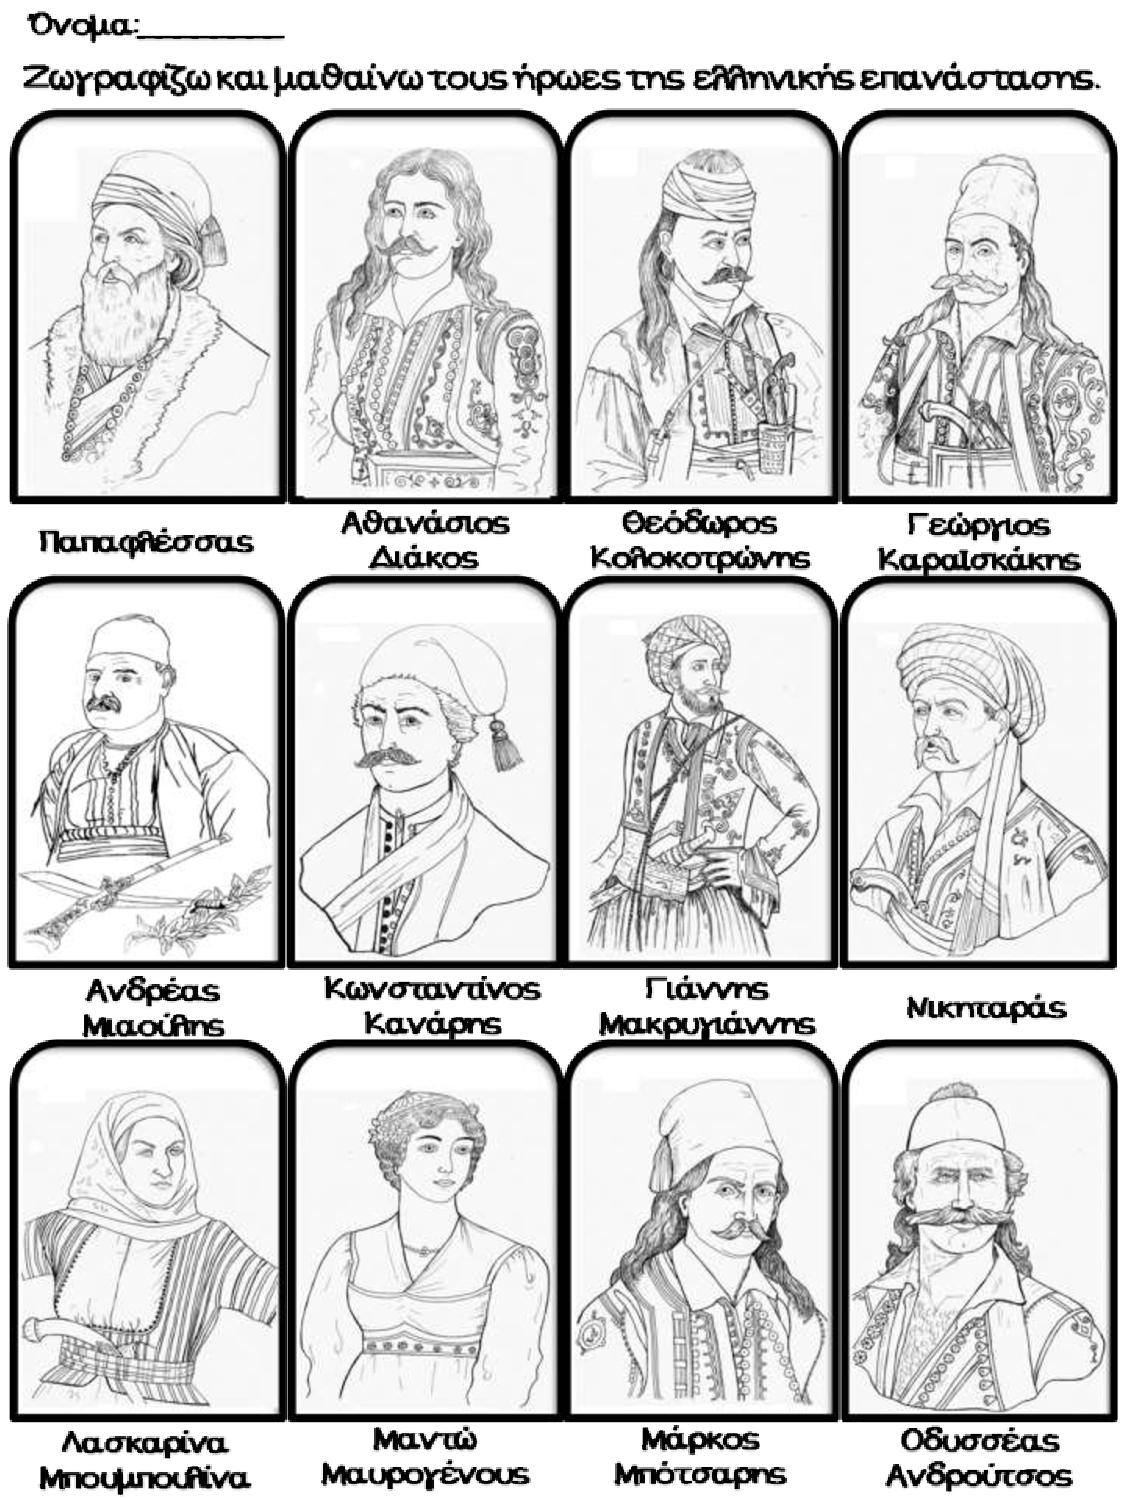 Όνομα:_________
Ζωγραφίζω και μαθαίνω τους ήρωες της ελληνικής επανάστασης.
Παπαφλέσσας
Αθανάσιος
Διάκος
Θεόδωρος
Κολοκοτρώνης
Γεώργιος
Καραϊσκάκης
Ανδρέας
Μιαούλης
Κωνσταντίνος
Κανάρης
Γιάννης
Μακρυγιάννης
Νικηταράς
Λασκαρίνα
Μπουμπουλίνα
Μαντώ
Μαυρογένους
Μάρκος
Μπότσαρης
Οδυσσέας
Ανδρούτσος